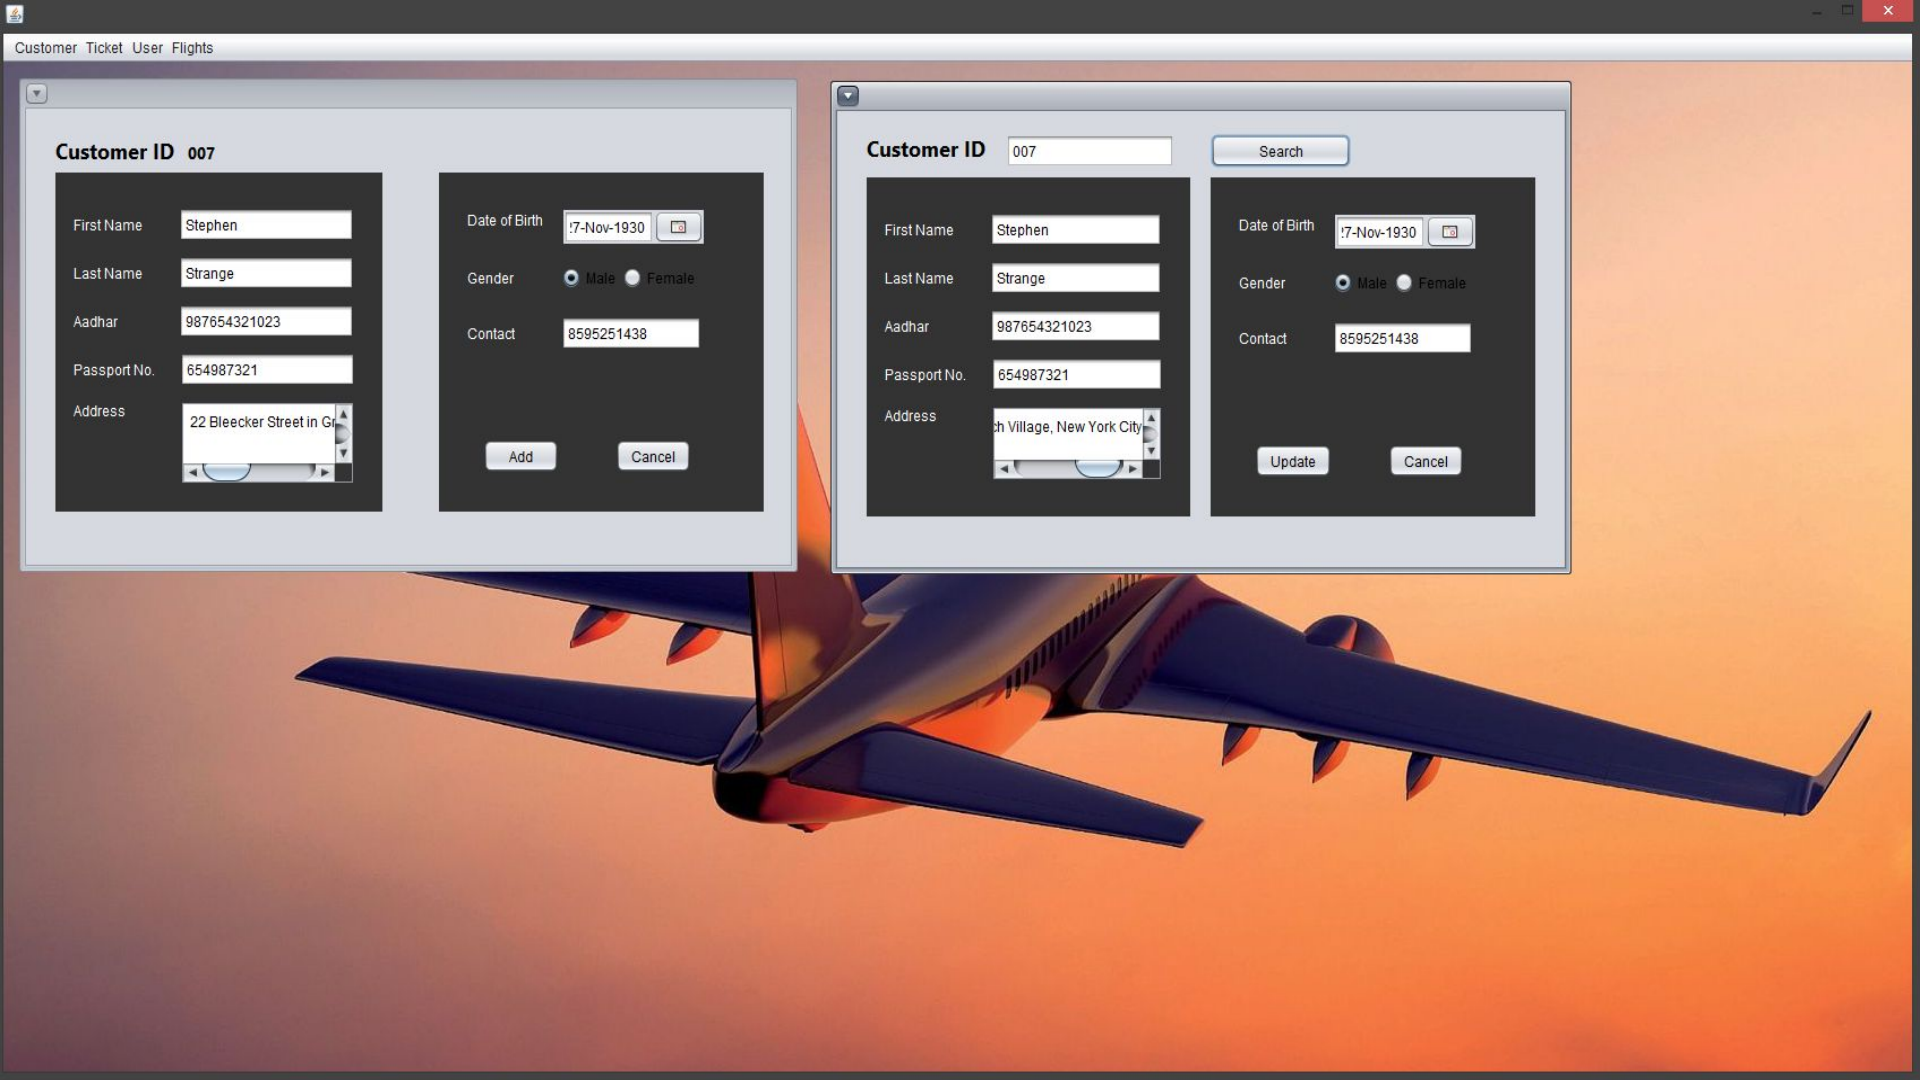 Customer Ticket User Flights
Customer ID 007
First Name Stephen
Last Name Strange
Aadhar 987654321023
Passport No. 654987321
Address 22 Bleecker Street in
Date of Birth 7-Nov-1930
Gender Male Female
Contact 8595251438
Add Cancel
Customer ID 007 Search
First Name Stephen
Last Name Strange
Aadhar 987654321023
Passport No. 654987321
Address Village, New York City
Date of Birth 7-Nov-1930
Gender Male Female
Contact 8595251438
Update Cancel